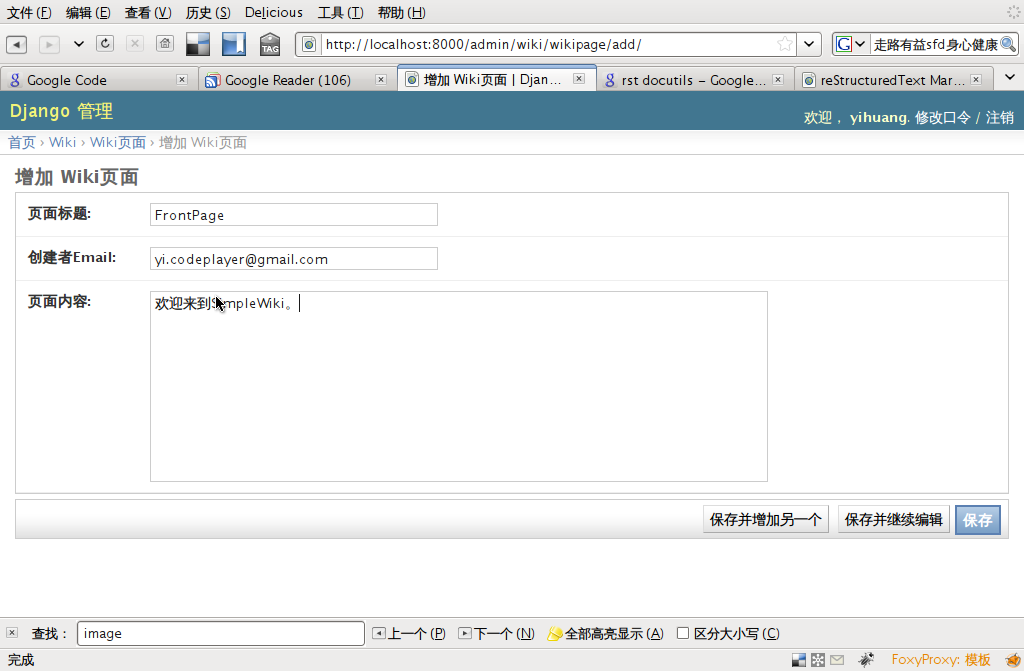 文件 (F) 编辑 (E) 查看 (V) 历史 (S) Delicious 工具 (T) 帮助 (H)
TAG http://localhost:8000/admin/wiki/wikipage/add/ G 走路有益sfd身心健康
Google Code Google Reader (106) 增加 Wiki页面 | Djan... rst docutils – Google... reStructuredText Mar...
Django 管理
欢迎， yihuang. 修改口令 / 注销
首页 › Wiki › Wiki页面 › 增加 Wiki页面
增加 Wiki页面
页面标题: FrontPage
创建者Email: yi.codeplayer@gmail.com
页面内容: 欢迎来到SimpleWiki。
保存并增加另一个 保存并继续编辑 保存
查找： image 上一个 (P) 下一个 (N) 全部高亮显示 (A) 区分大小写 (C)
完成 FoxyProxy: 模板